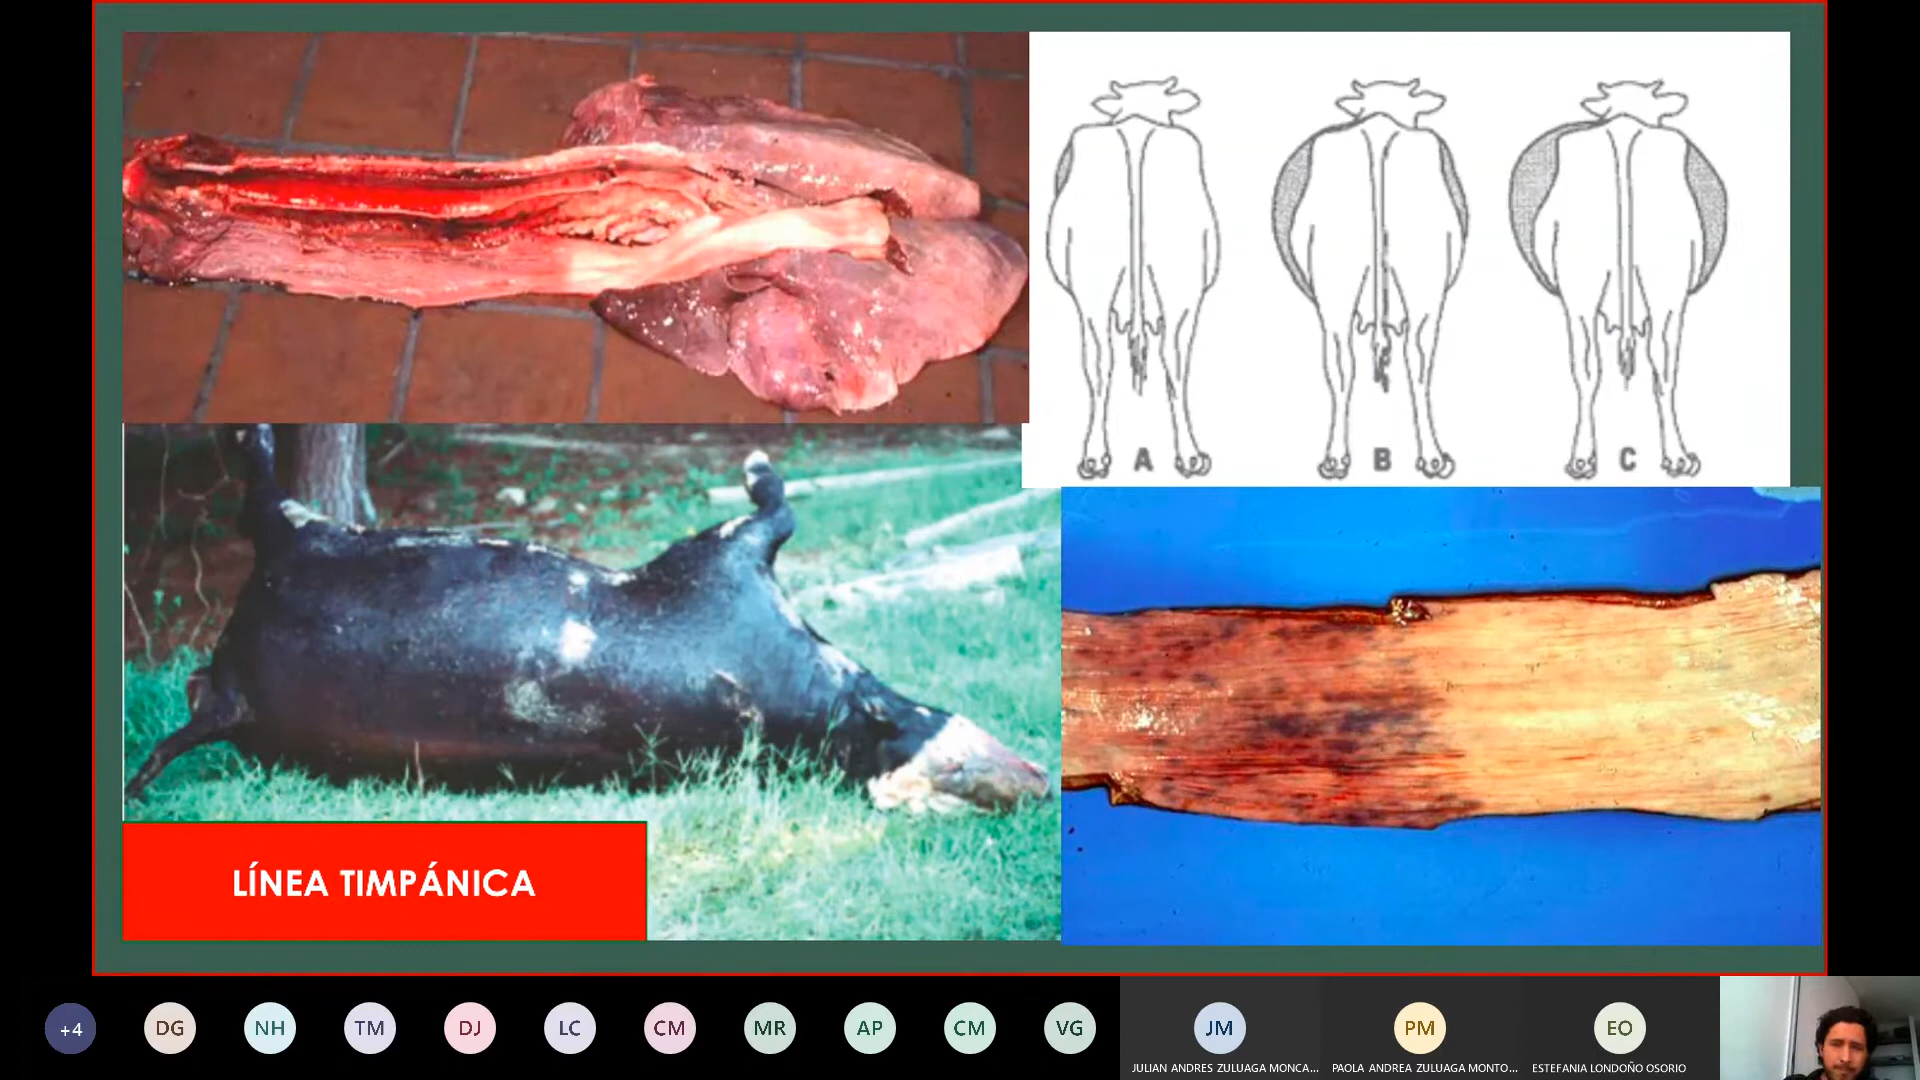 A B C
LÍNEA TIMPÁNICA
+4 DG NH TM DJ LC CM MR AP CM VG JM PM EO
JULIAN ANDRES ZULUAGA MONCA... PAOLA ANDREA ZULUAGA MONTO... ESTEFANIA LONDOÑO OSORIO